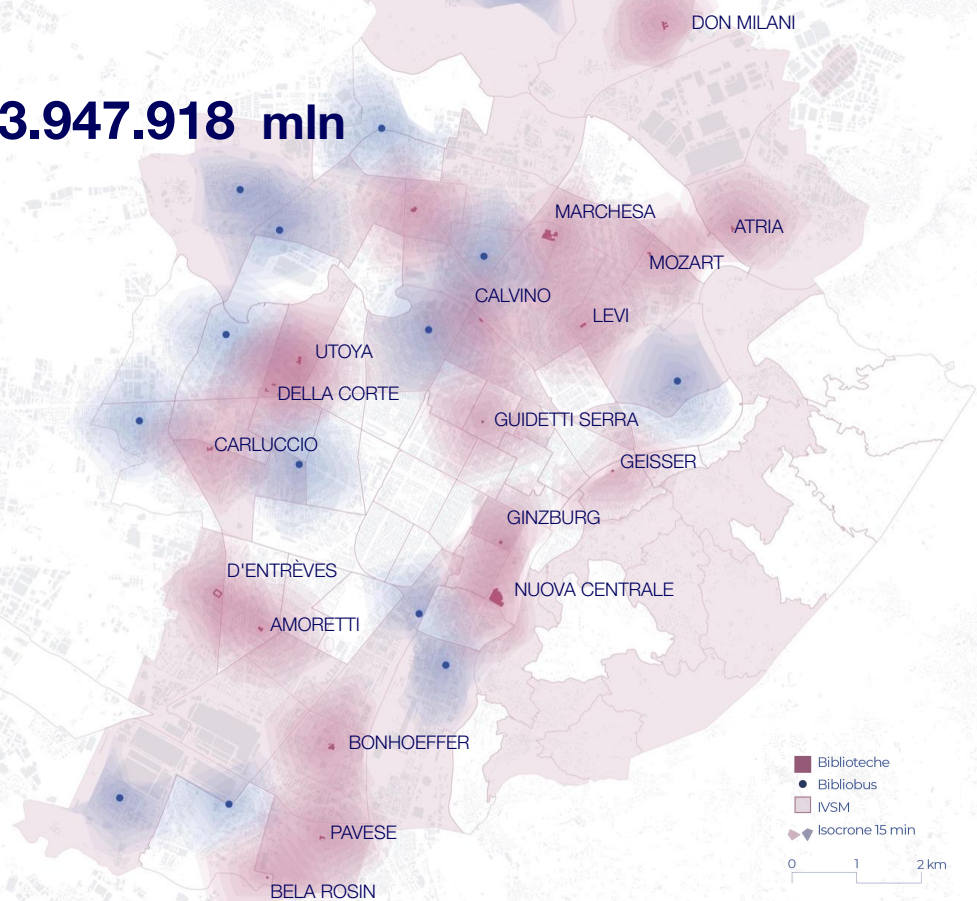 DON MILANI
3.947.918 mln
MARCHESA
ATRIA
MOZART
CALVINO
LEVI
UTOYA
DELLA CORTE
GUIDETTI SERRA
CARLUCCIO
GEISSER
GINZBURG
D'ENTRÈVES
NUOVA CENTRALE
AMORETTI
BONHOEFFER
PAVESE
BELA ROSIN
Biblioteche
Bibliobus
IVSM
Isocrone 15 min
0 1 2 km